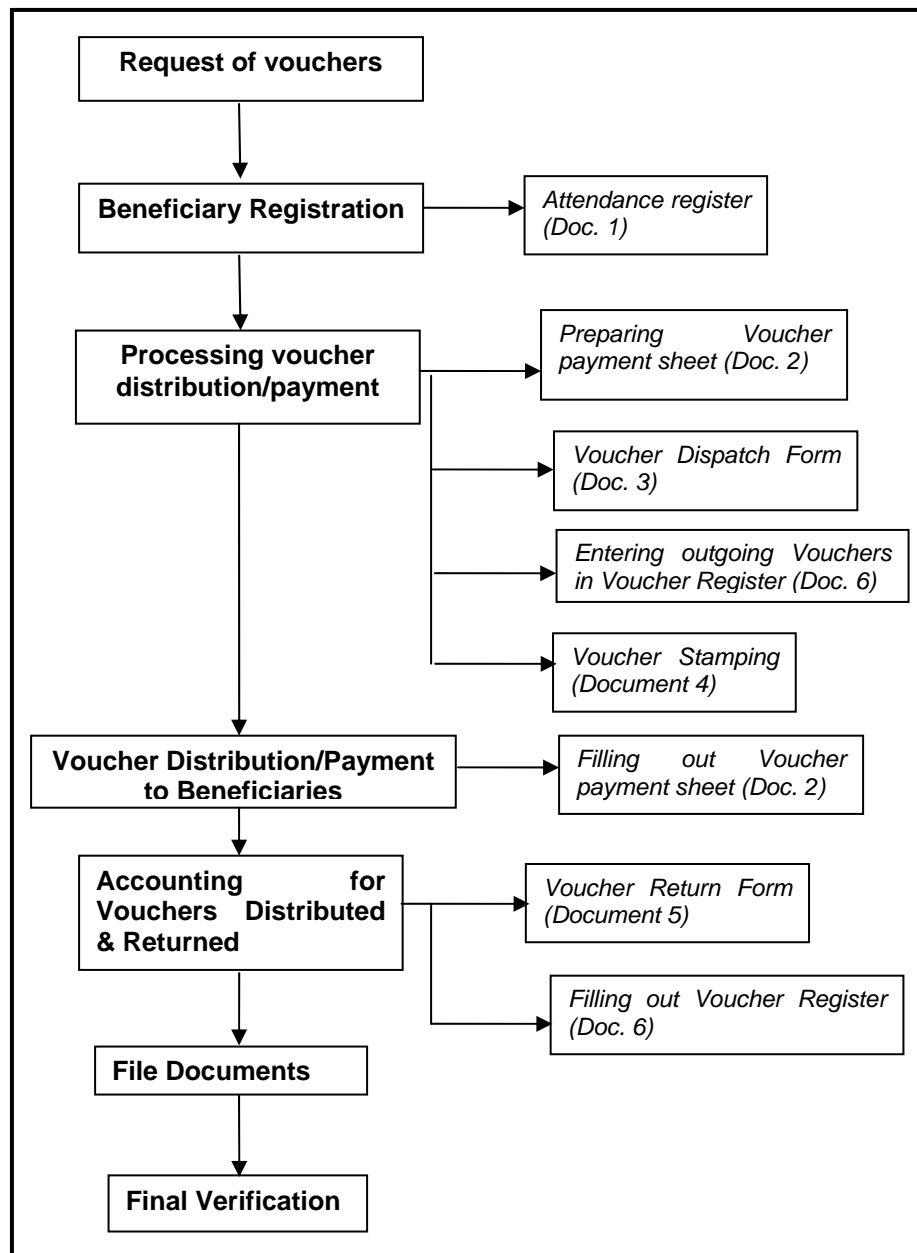 Request of vouchers
Beneficiary Registration
Attendance register
(Doc. 1)
Processing voucher
distribution/payment
Preparing Voucher
payment sheet (Doc. 2)
Voucher Dispatch Form
(Doc. 3)
Entering outgoing Vouchers
in Voucher Register (Doc. 6)
Voucher Stamping
(Document 4)
Voucher Distribution/Payment
to Beneficiaries
Filling out Voucher
payment sheet (Doc. 2)
Accounting for
Vouchers Distributed
& Returned
Voucher Return Form
(Document 5)
Filling out Voucher Register
(Doc. 6)
File Documents
Final Verification